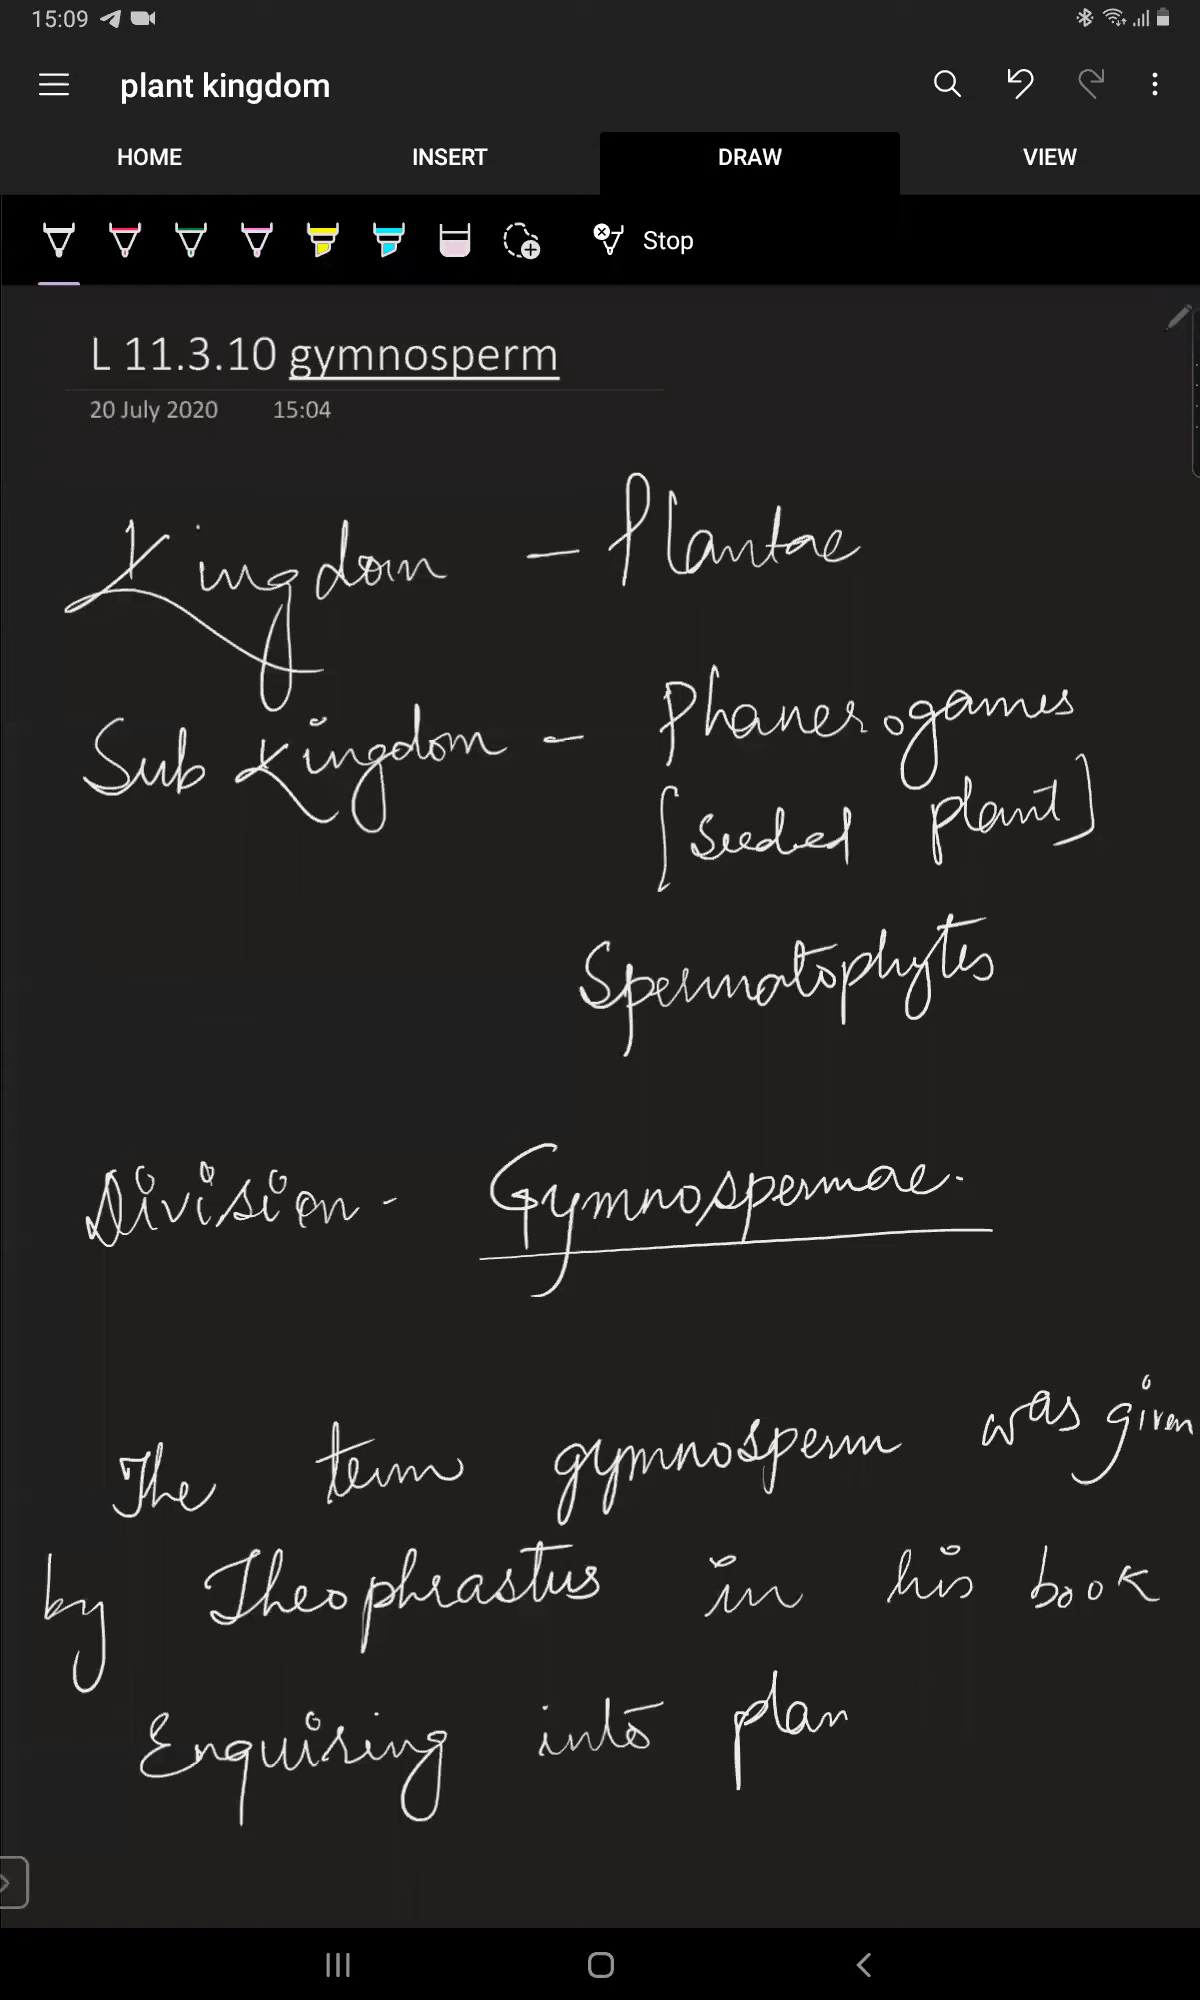 15:09
plant kingdom
HOME INSERT DRAW VIEW
Stop
L 11.3.10 gymnosperm
20 July 2020 15:04
Kingdom - Plantae
Sub Kingdom - Phanerogames
[Seeded plant]
Spermatophytes
Division - Gymnospermae.
The term gymnosperm was given
by Theophrastus in his book
Enquiring into plan